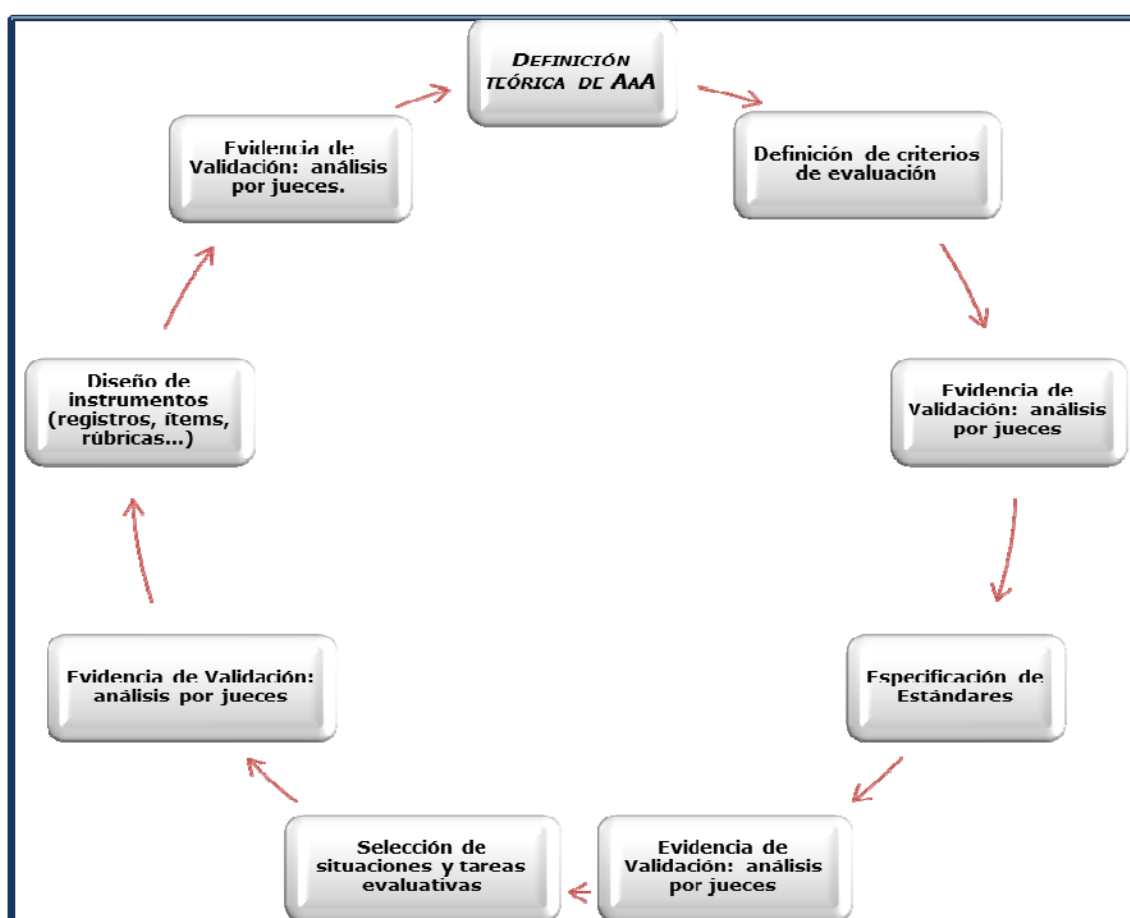 DEFINICIÓN
TEÓRICA DE AAA
Definición de criterios
de evaluación
Evidencia de
Validación: análisis
por jueces
Especificación de
Estándares
Evidencia de
Validación: análisis
por jueces
Selección de
situaciones y tareas
evaluativas
Evidencia de Validación:
análisis por jueces
Diseño de
instrumentos
(registros, ítems,
rúbricas...)
Evidencia de
Validación: análisis
por jueces.